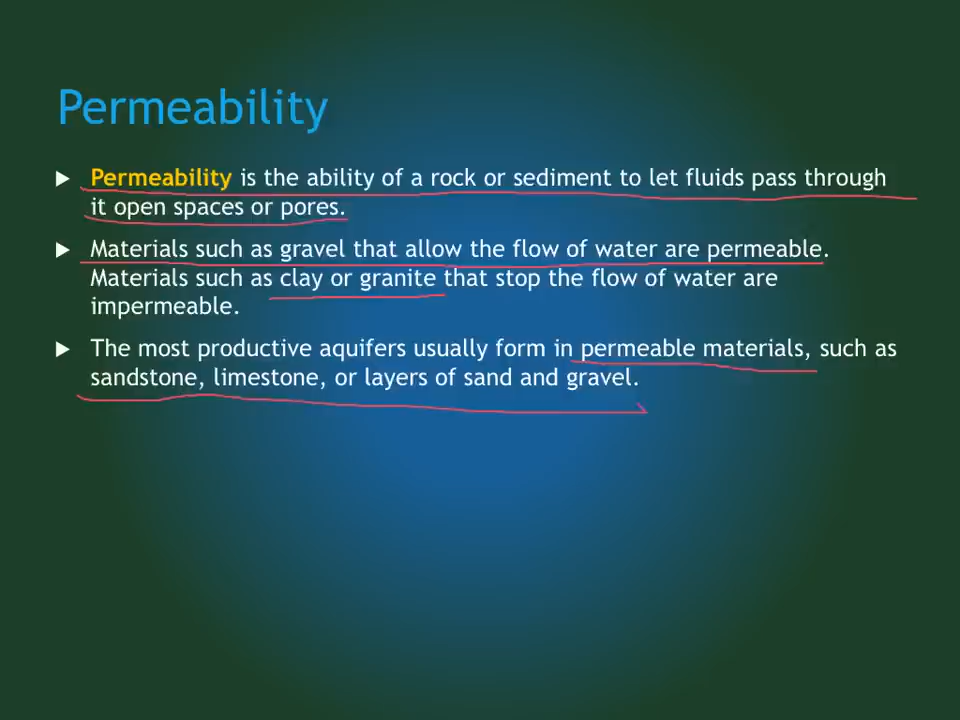 Permeability
Permeability is the ability of a rock or sediment to let fluids pass through
it open spaces or pores.
Materials such as gravel that allow the flow of water are permeable.
Materials such as clay or granite that stop the flow of water are
impermeable.
The most productive aquifers usually form in permeable materials, such as
sandstone, limestone, or layers of sand and gravel.